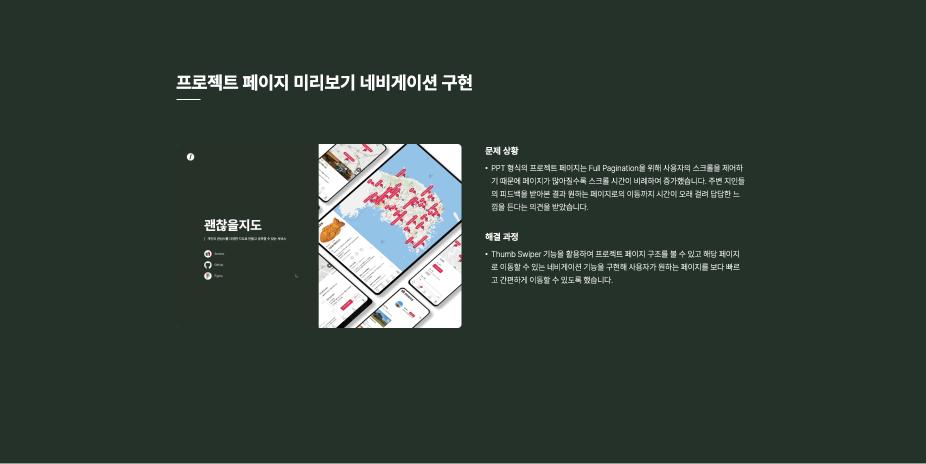 프로젝트 페이지 미리보기 네비게이션 구현
괜찮을지도
Github
Figma
문제 상황
• PPT 형식의 프로젝트 페이지는 Full Pagination을 위해 사용자의 스크롤을 제어하
기 때문에 페이지가 많아질수록 스크롤 시간이 비례하여 증가했습니다. 주변 지인들
의 피드백을 받아본 결과 원하는 페이지로의 이동까지 시간이 오래 걸려 답답한 느
낌을 든다는 의견을 받았습니다.
해결 과정
• Thumb Swiper 기능을 활용하여 프로젝트 페이지 구조를 볼 수 있고 해당 페이지
로 이동할 수 있는 네비게이션 기능을 구현해 사용자가 원하는 페이지를 보다 빠르
고 간편하게 이동할 수 있도록 했습니다.